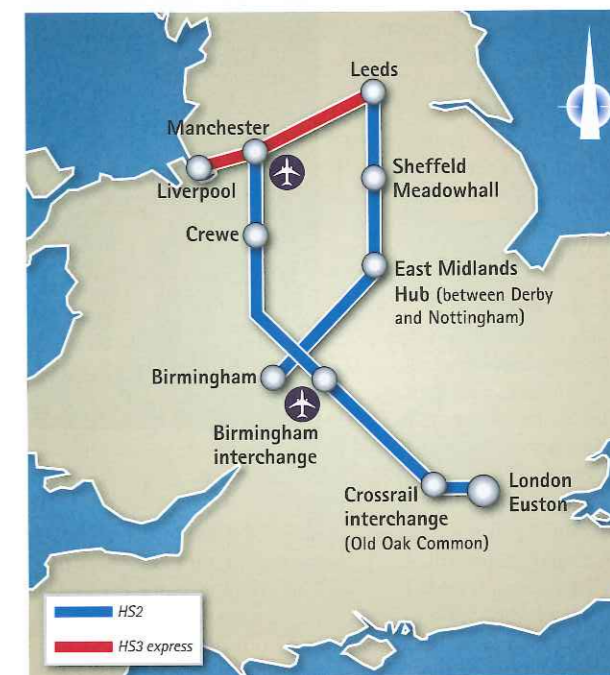 Leeds
Manchester
Liverpool
Sheffeld
Meadowhall
Crewe
East Midlands
Hub (between Derby
and Nottingham)
Birmingham
Birmingham
interchange
London
Euston
Crossrail
interchange
(Old Oak Common)
HS2
HS3 express